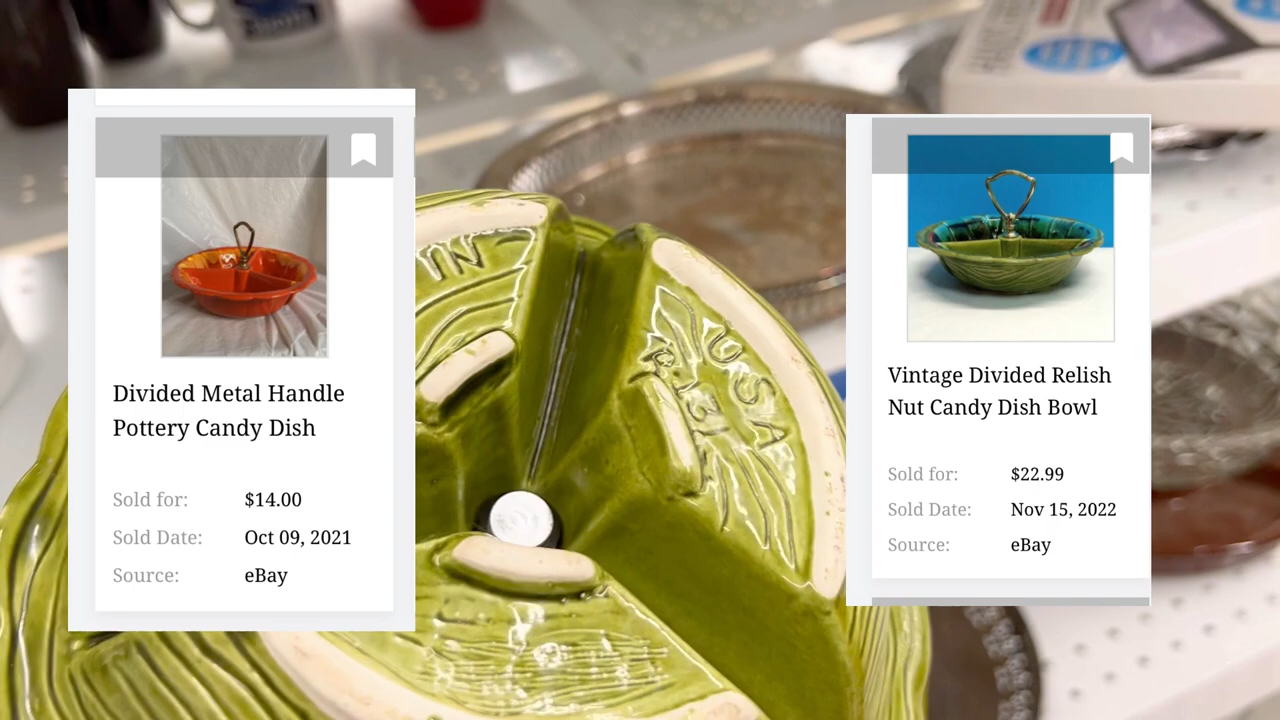 Divided Metal Handle
Pottery Candy Dish
Sold for: $14.00
Sold Date: Oct 09, 2021
Source: eBay
IN
USA
Vintage Divided Relish
Nut Candy Dish Bowl
Sold for: $22.99
Sold Date: Nov 15, 2022
Source: eBay